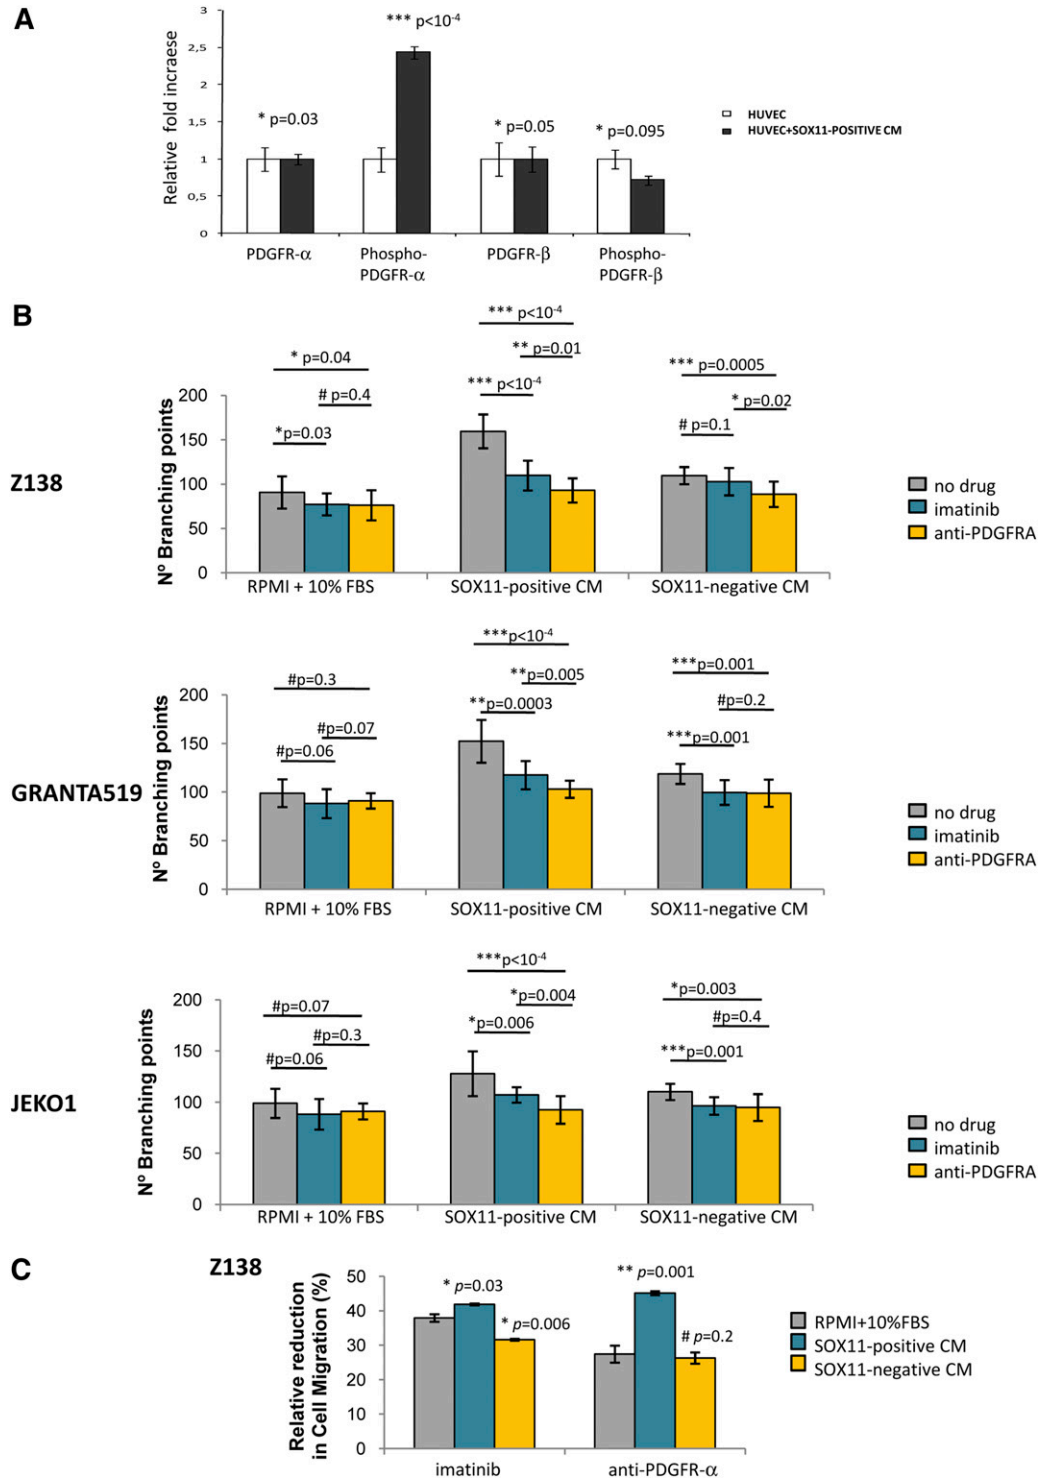 A
Relative fold incraese
3
2,5
2
1,5
1
0,5
0
* p=0.03
*** p<10-4
* p=0.05
* p=0.095
HUVEC
HUVEC+SOX11-POSITIVE CM
PDGFR-α
Phospho-
PDGFR-α
PDGFR-β
Phospho-
PDGFR-β
B
Z138
Nº Branching points
200
150
100
50
0
* p=0.04
# p=0.4
*p=0.03
*** p<10-4
** p=0.01
*** p<10-4
*** p=0.0005
* p=0.02
# p=0.1
RPMI + 10% FBS
SOX11-positive CM
SOX11-negative CM
no drug
imatinib
anti-PDGFRA
GRANTA519
Nº Branching points
200
150
100
50
0
#p=0.3
#p=0.07
#p=0.06
***p<10-4
**p=0.005
**p=0.0003
***p=0.001
#p=0.2
***p=0.001
RPMI + 10% FBS
SOX11-positive CM
SOX11-negative CM
no drug
imatinib
anti-PDGFRA
JEKO1
Nº Branching points
200
150
100
50
0
#p=0.07
#p=0.3
#p=0.06
***p<10-4
*p=0.004
*p=0.006
*p=0.003
#p=0.4
***p=0.001
RPMI + 10% FBS
SOX11-positive CM
SOX11-negative CM
no drug
imatinib
anti-PDGFRA
C
Z138
Relative reduction
in Cell Migration (%)
50
40
30
20
10
0
* p=0.03
* p=0.006
** p=0.001
# p=0.2
imatinib
anti-PDGFR-α
RPMI+10%FBS
SOX11-positive CM
SOX11-negative CM